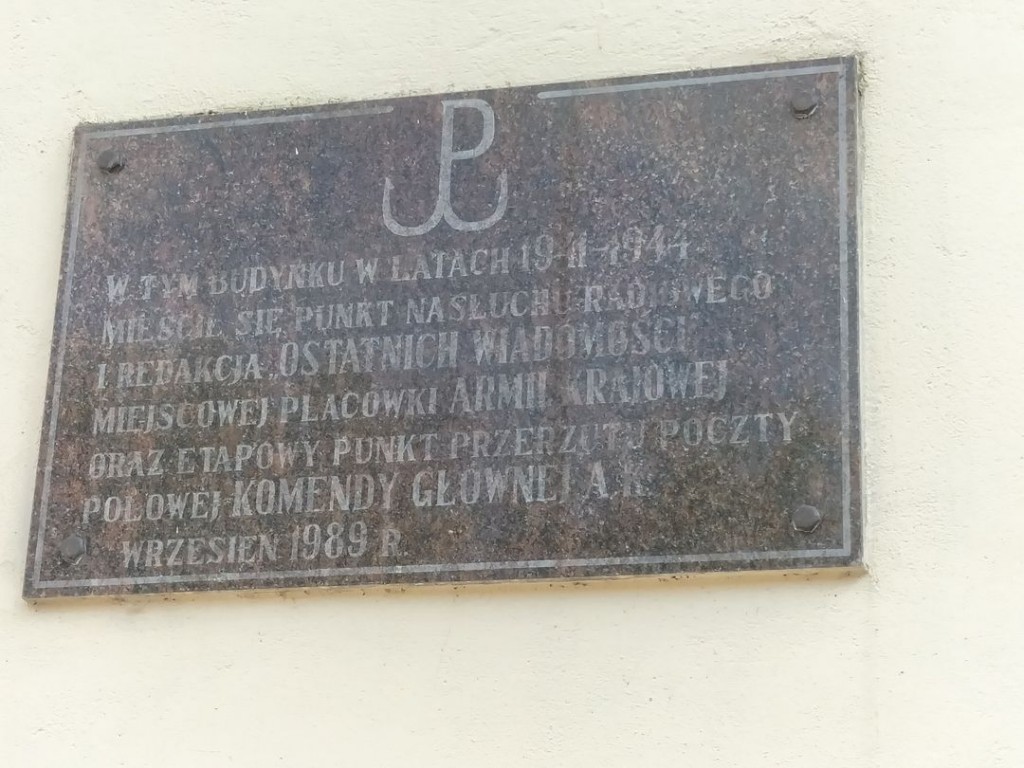 W TYM BUDYNKU W LATACH 1941-1944
MIEŚCIŁ SIĘ PUNKT NASŁUCHU RADIOWEGO
I REDAKCJA OSTATNICH WIADOMOŚCI
MIEJSCOWEJ PLACÓWKI ARMII KRAJOWEJ
ORAZ ETAPOWY PUNKT PRZERZUTU POCZTY
POLOWEJ KOMENDY GŁÓWNEJ A.K.
WRZESIEŃ 1989 R.